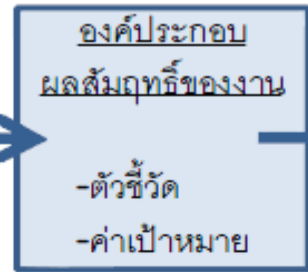 องค์ประกอบ
ผลสัมฤทธิ์ของงาน
-ตัวชี้วัด
-ค่าเป้าหมาย